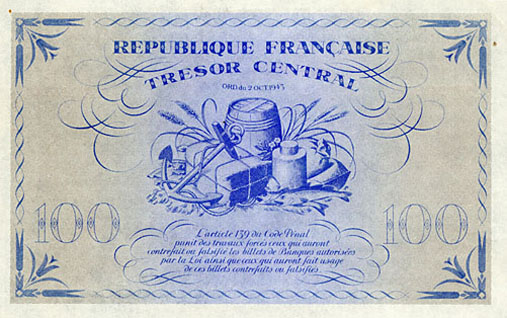 REPUBLIQUE FRANÇAISE
TRESOR CENTRAL
ORD du 2 OCT 1943
100
100
L'article 139 du Code Pénal
punit des travaux forcés ceux qui auront
contrefait ou falsifié les billets de Banques autorisées
par la Loi ainsi que ceux qui auront fait usage
de ces billets contrefaits ou falsifiés.